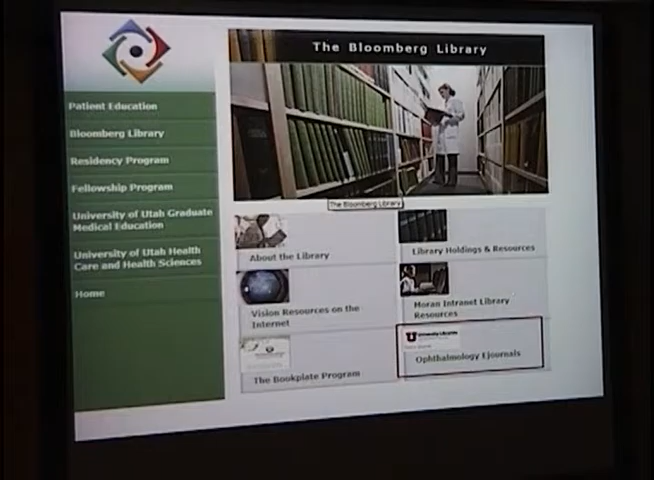 The Bloomberg Library
Patient Education
Bloomberg Library
Residency Program
Fellowship Program
University of Utah Graduate
Medical Education
University of Utah Health
Care and Health Sciences
Home
The Bloomberg Library
About the Library
Library Holdings & Resources
Vision Resources on the
Internet
Moran Intranet Library
Resources
The Bookplate Program
University Libraries
Ophthalmology Ejournals